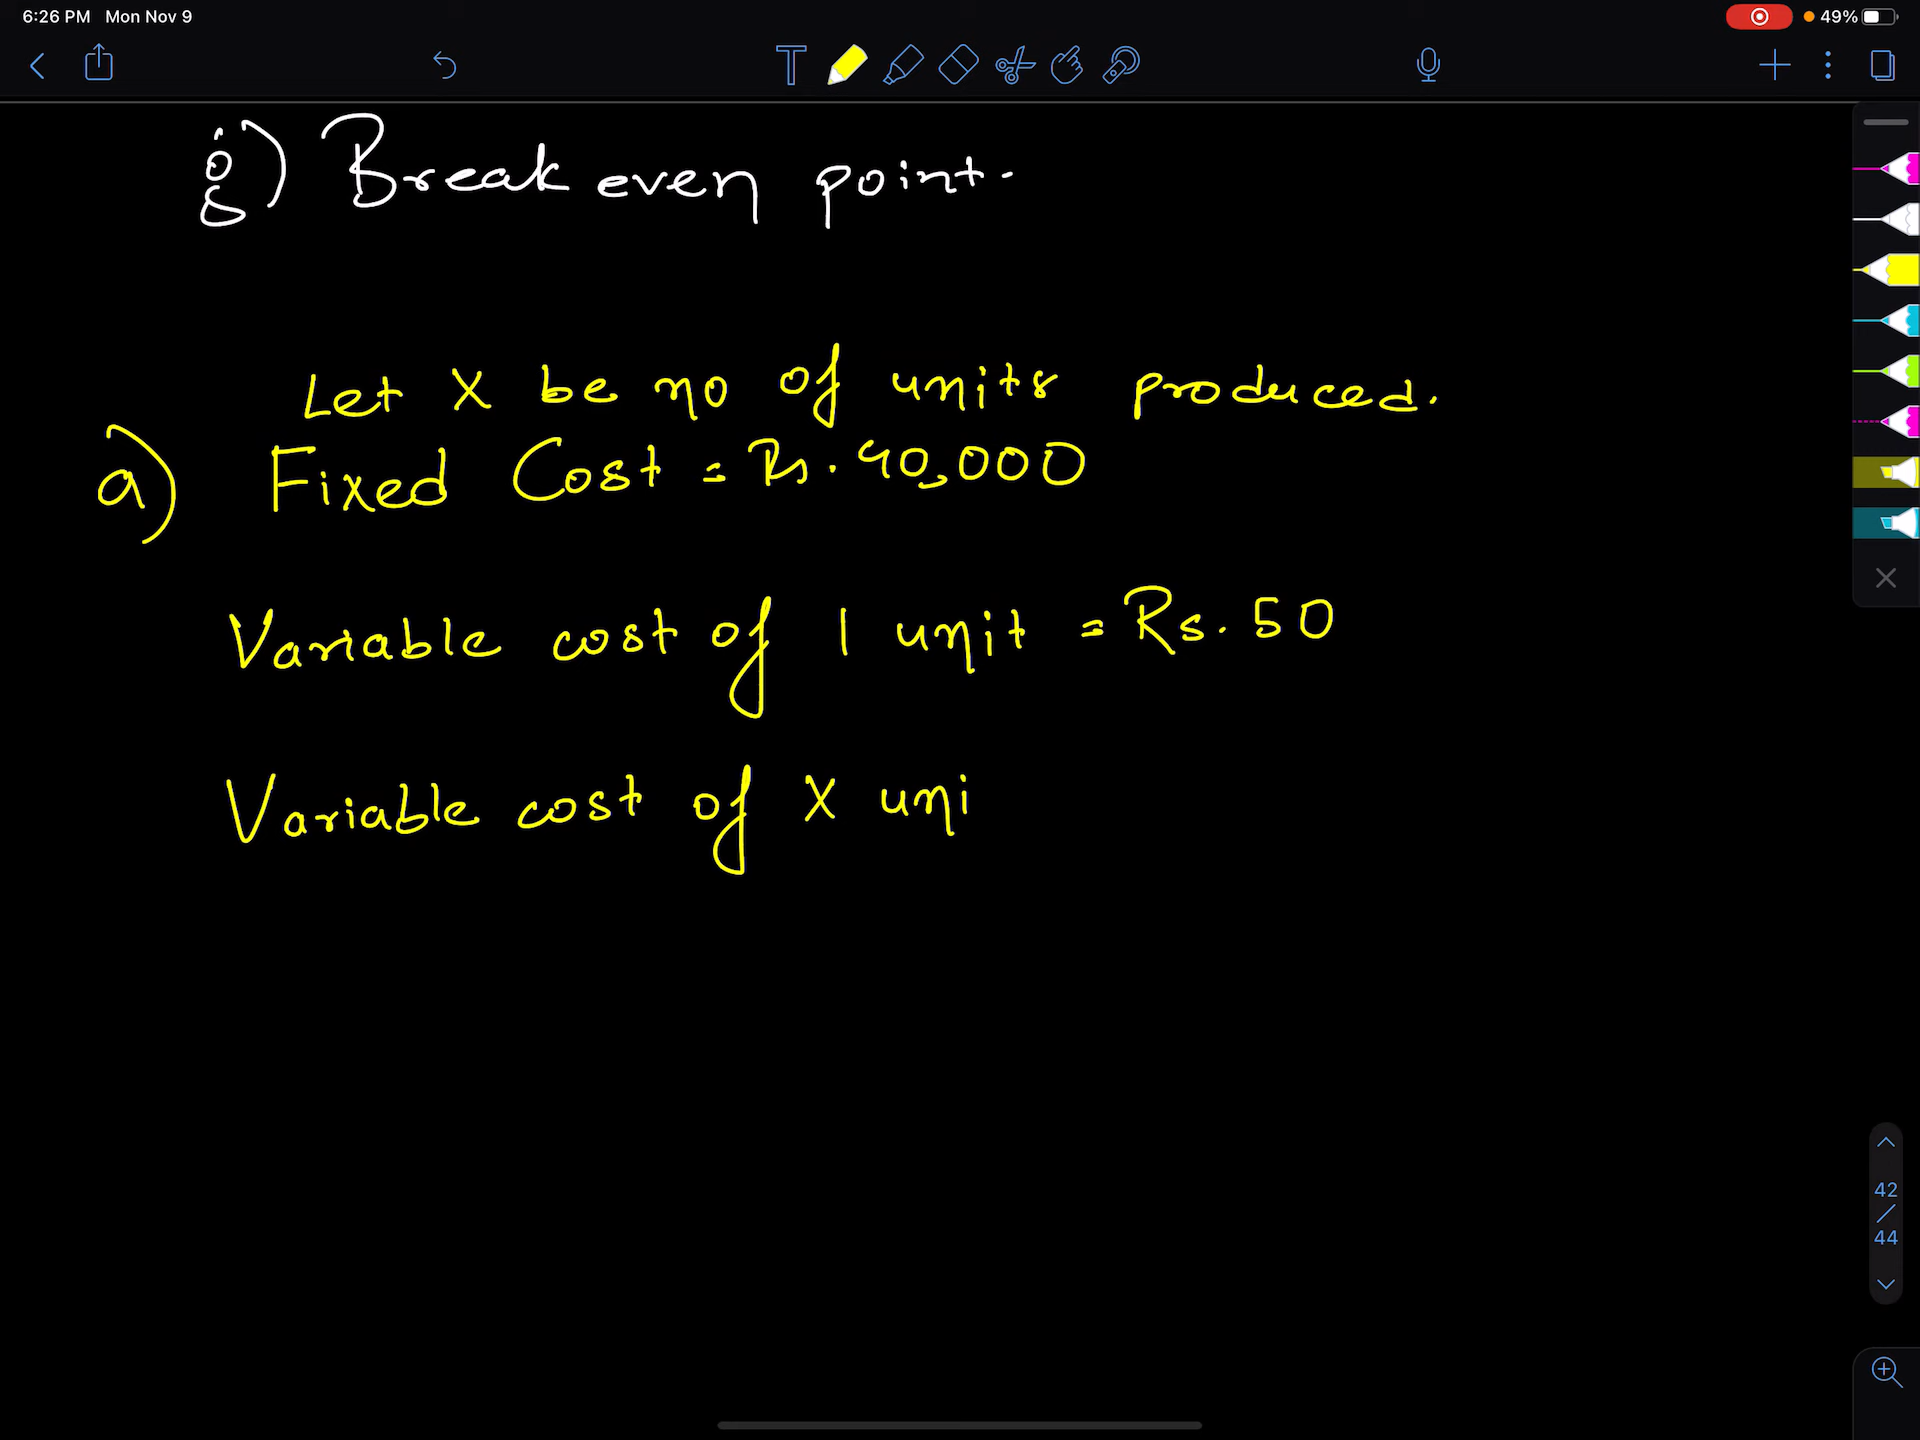 6:26 PM Mon Nov 9
49%
T
g) Break even point.
Let x be no of units produced.
a) Fixed Cost = Rs. 40,000
Variable cost of 1 unit = Rs. 50
Variable cost of x uni
42
/
44